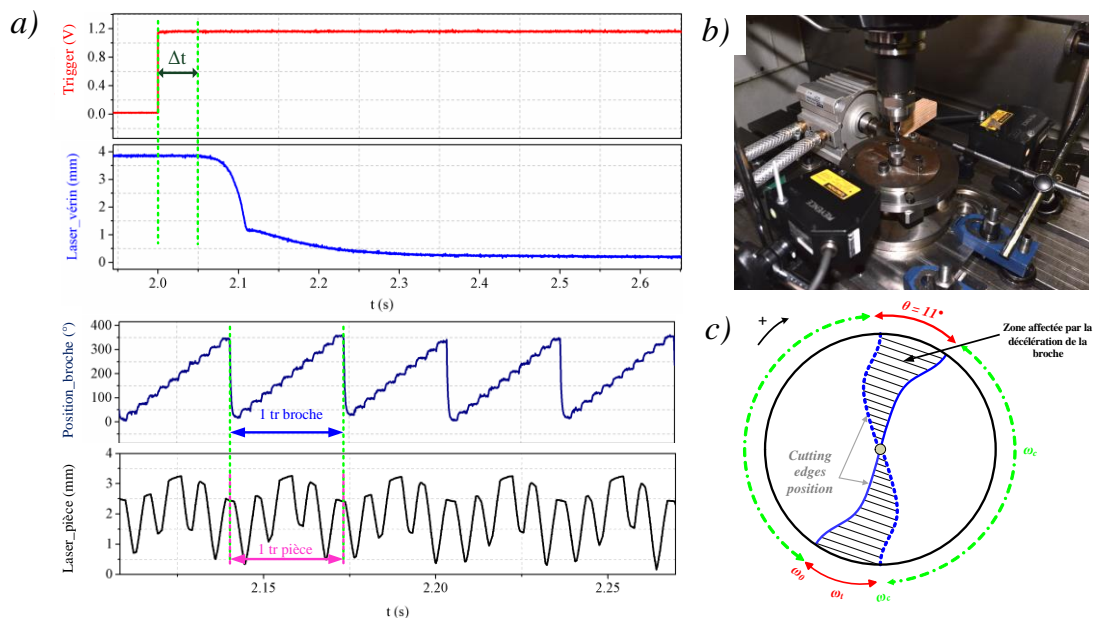 a)
Trigger (V)
1.2
0.8
0.4
0.0
Δt
Laser_vérin (mm)
4
3
2
1
0
2.0
2.1
2.2
2.3
2.4
2.5
2.6
t (s)
Position_broche (°)
400
300
200
100
0
1 tr broche
Laser_pièce (mm)
4
3
2
1
0
1 tr pièce
2.15
2.20
2.25
t (s)
b)
KEYENCE
c)
+
θ = 11°
Zone affectée par la
décélération de la
broche
Cutting
edges
position
ωc
ω0
ωt
ωc